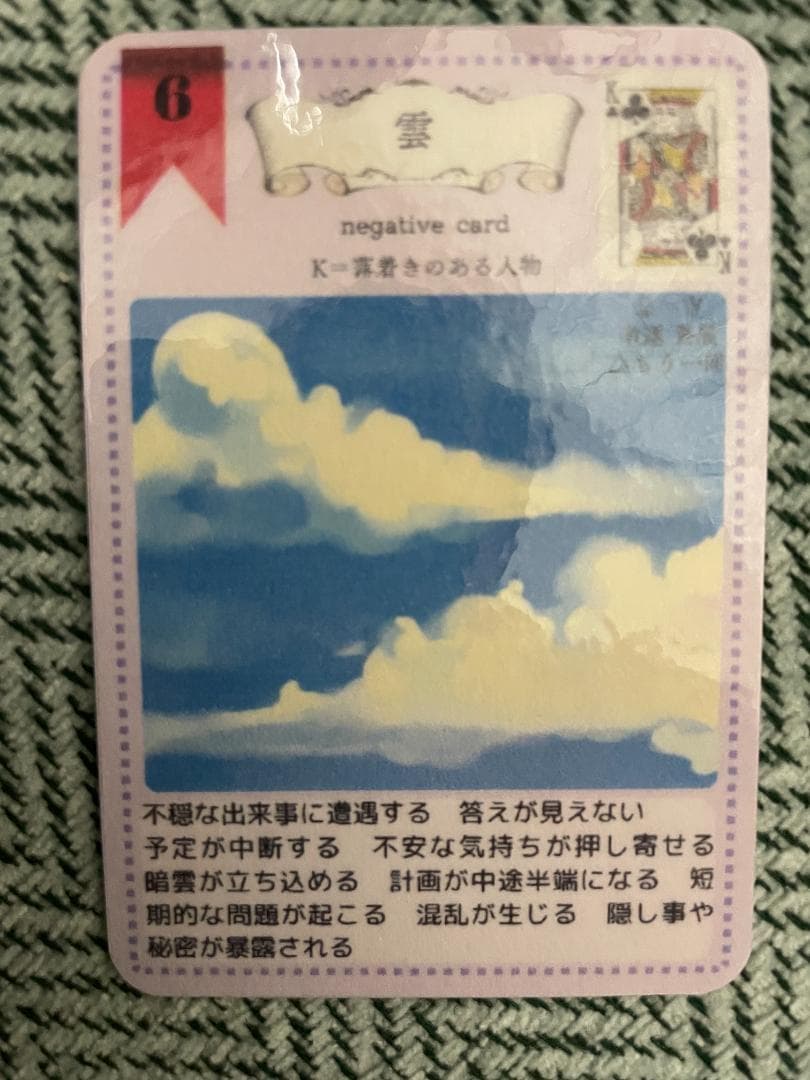 6
雲
K
negative card
K＝落着きのある人物
K
不穏な出来事に遭遇する　答えが見えない
予定が中断する　不安な気持ちが押し寄せる
暗雲が立ち込める　計画が中途半端になる　短
期的な問題が起こる　混乱が生じる　隠し事や
秘密が暴露される